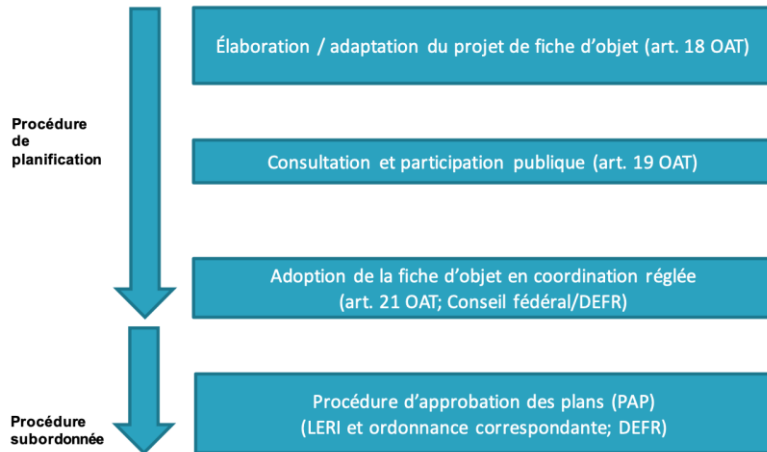 Élaboration / adaptation du projet de fiche d'objet (art. 18 OAT)
Procédure
de
planification
Consultation et participation publique (art. 19 OAT)
Adoption de la fiche d'objet en coordination réglée
(art. 21 OAT; Conseil fédéral/DEFR)
Procédure d'approbation des plans (PAP)
(LERI et ordonnance correspondante; DEFR)
Procédure
subordonnée